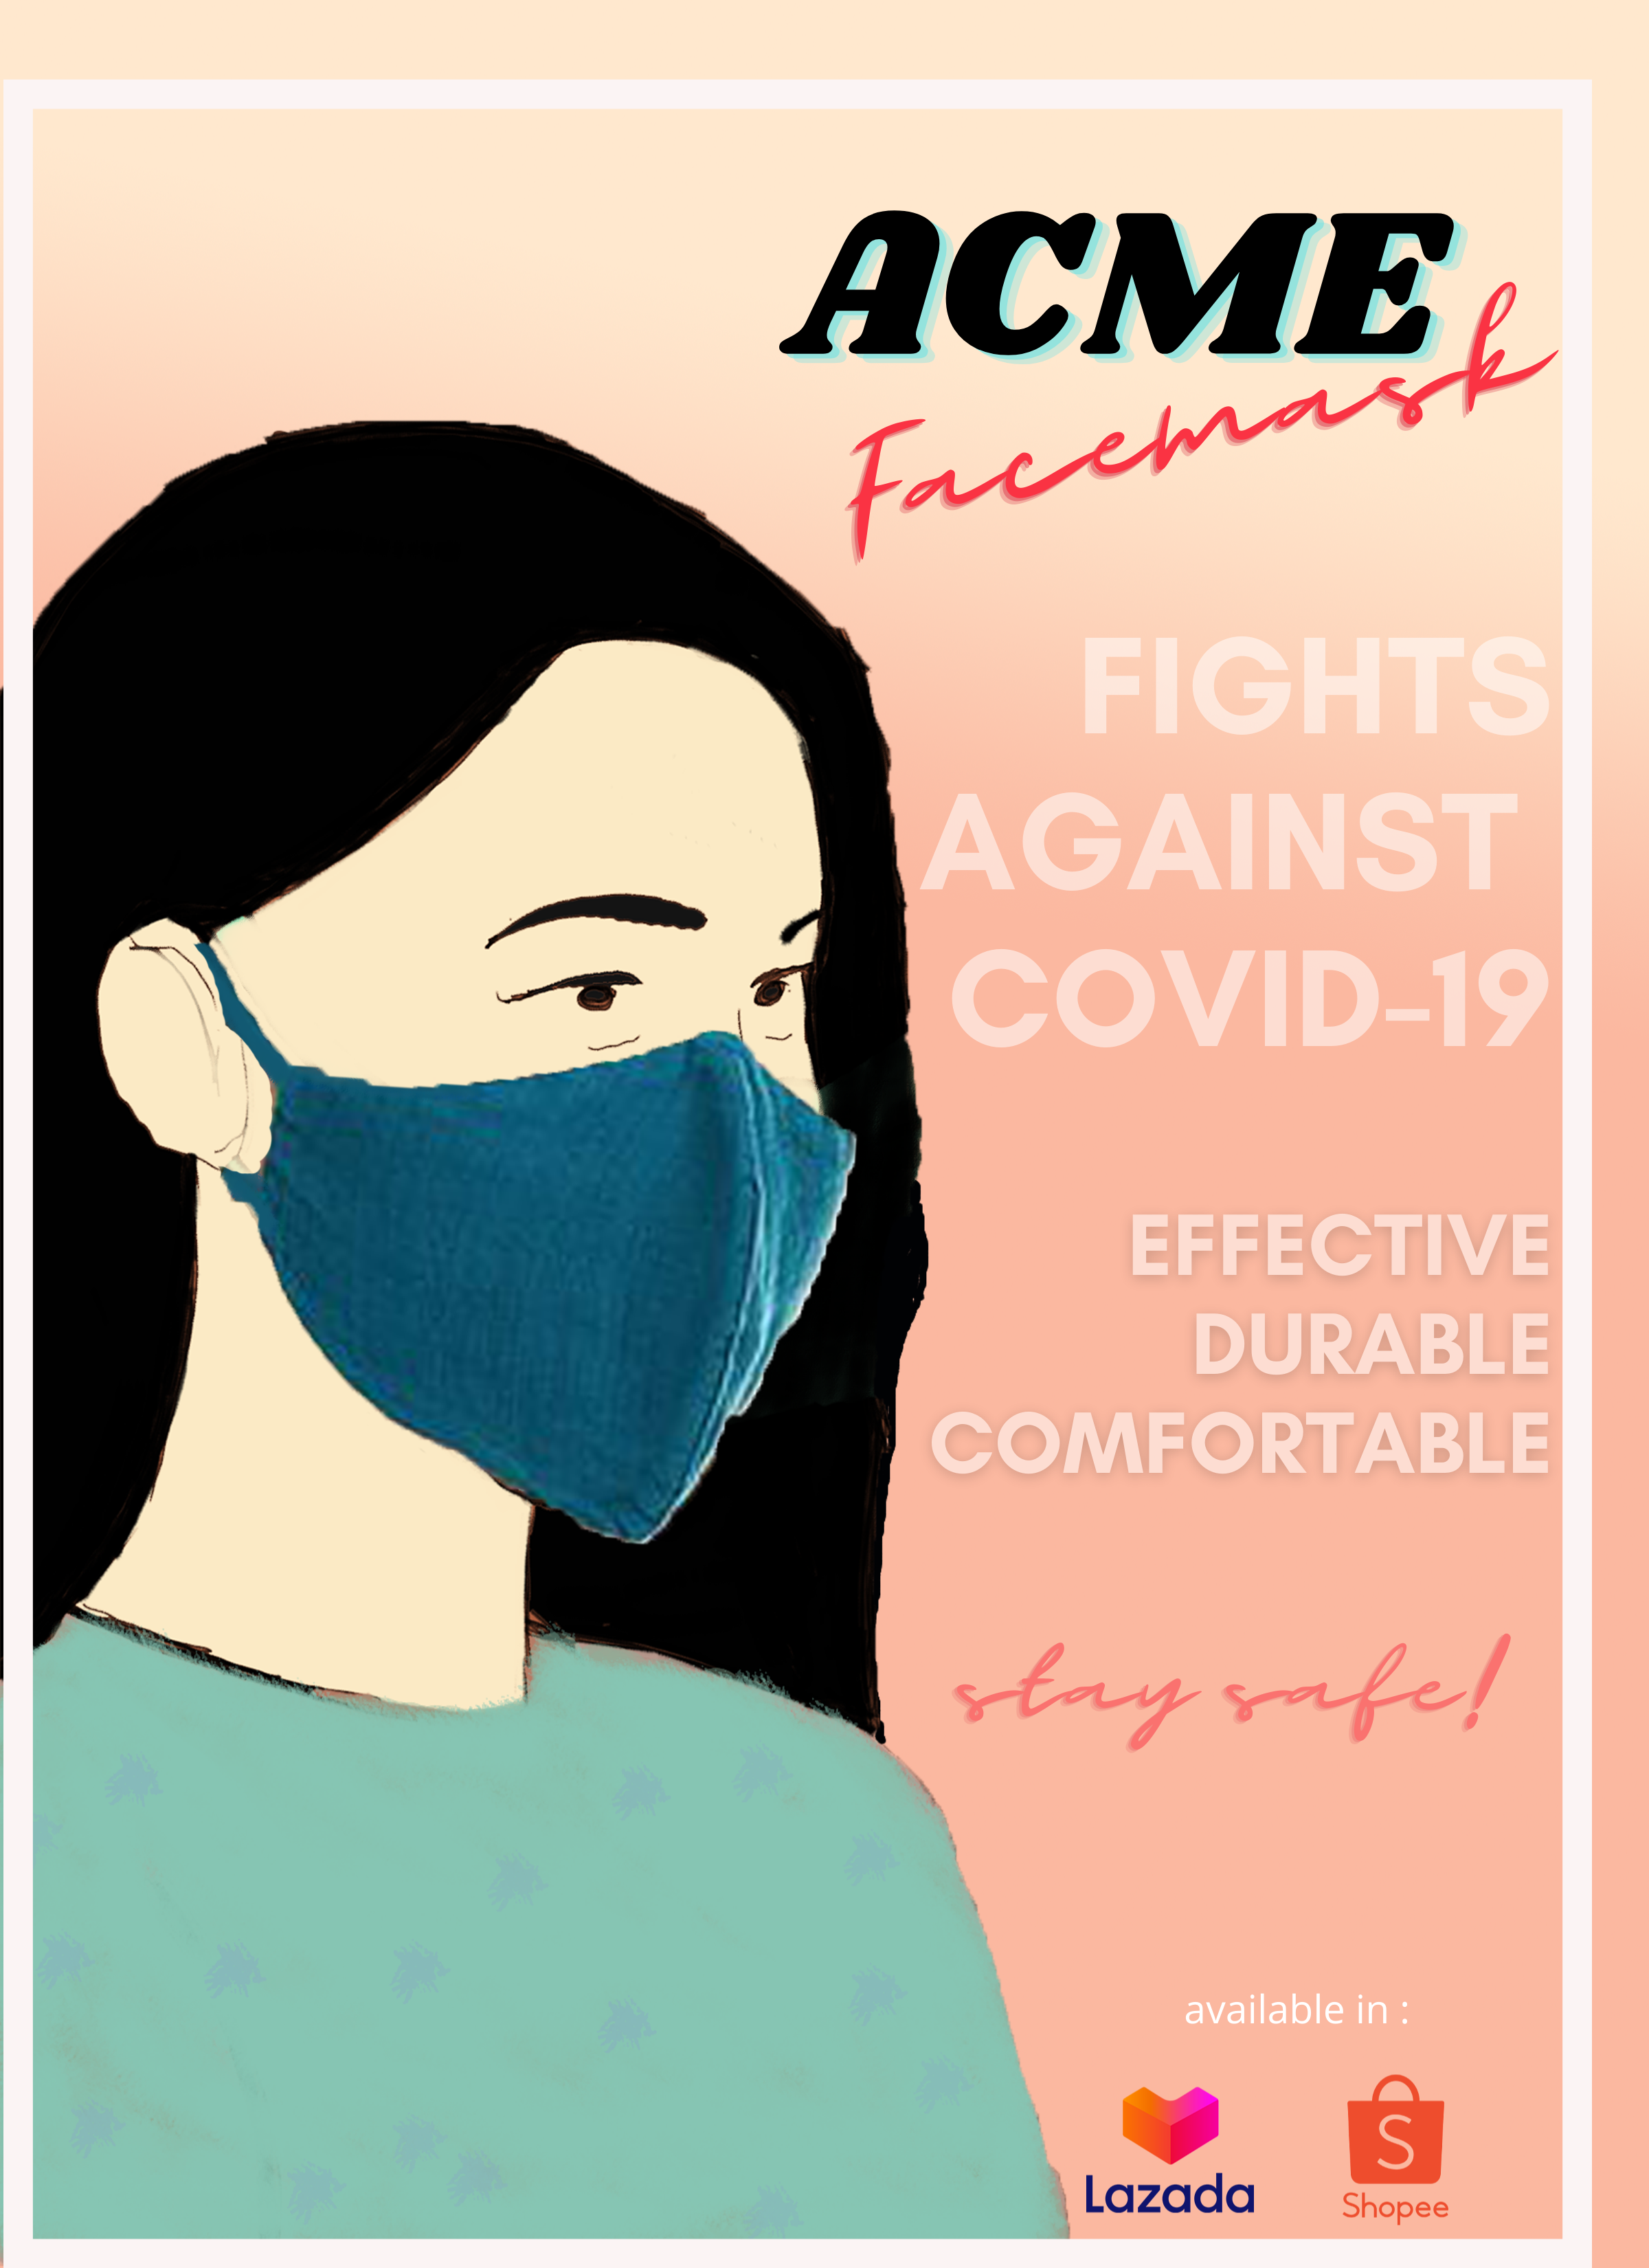 ACME
Facemask
FIGHTS
AGAINST
COVID-19
EFFECTIVE
DURABLE
COMFORTABLE
stay safe!
available in :
Lazada
S
Shopee